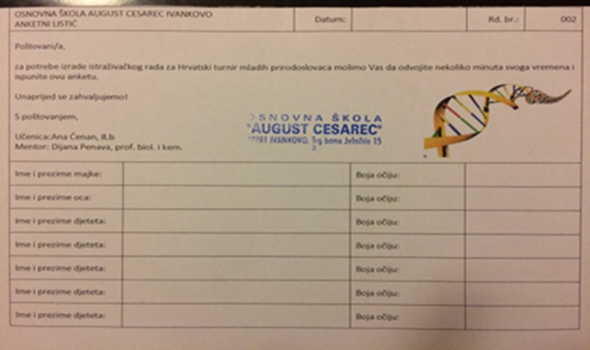 OSNOVNA ŠKOLA AUGUST CESAREC IVANKOVO
ANKETNI LISTIĆ
Datum:
Rd. br.: 002
Poštovani/a,
za potrebe izrade istraživačkog rada za Hrvatski turnir mladih prirodoslovaca molimo Vas da odvojite nekoliko minuta svoga vremena i
ispunite ovu anketu.
Unaprijed se zahvaljujemo!
S poštovanjem,
Učenica: Ana Ćenan, 8.b
Mentor: Dijana Penava, prof. biol. i kem.
OSNOVNA ŠKOLA
"AUGUST CESAREC"
IVANKOVO, Trg bana Jelačića 15
Ime i prezime majke: Boja očiju:
Ime i prezime oca: Boja očiju:
Ime i prezime djeteta: Boja očiju:
Ime i prezime djeteta: Boja očiju:
Ime i prezime djeteta: Boja očiju:
Ime i prezime djeteta: Boja očiju:
Ime i prezime djeteta: Boja očiju: